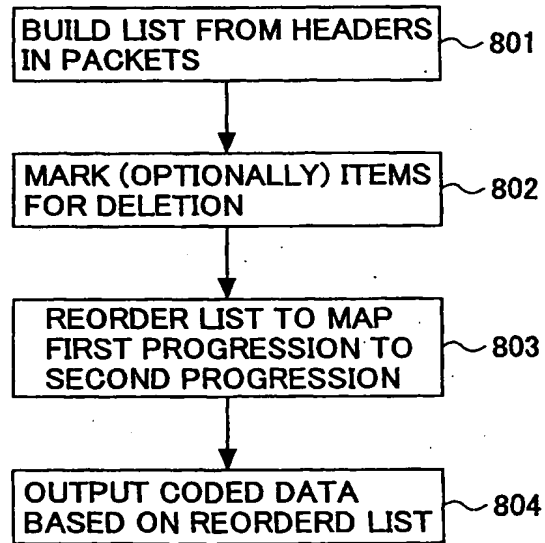 BUILD LIST FROM HEADERS
IN PACKETS
801
MARK (OPTIONALLY) ITEMS
FOR DELETION
802
REORDER LIST TO MAP
FIRST PROGRESSION TO
SECOND PROGRESSION
803
OUTPUT CODED DATA
BASED ON REORDERD LIST
804